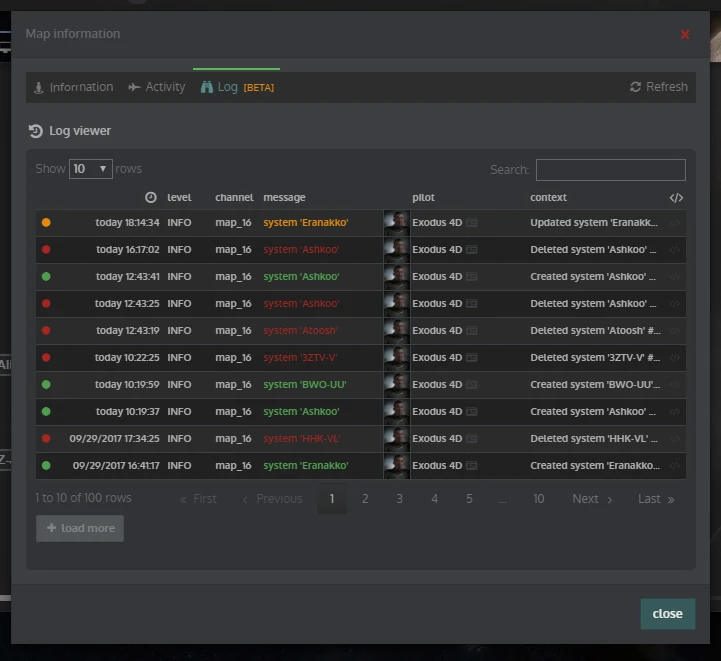 Map information
Information Activity Log [BETA] Refresh
Log viewer
Show 10 rows Search:
level channel message pilot context
today 18:14:34 INFO map_16 system 'Eranakko' Exodus 4D Updated system 'Eranakk...
today 16:17:02 INFO map_16 system 'Ashkoo' Exodus 4D Deleted system 'Ashkoo' ...
today 12:43:41 INFO map_16 system 'Ashkoo' Exodus 4D Created system 'Ashkoo' ...
today 12:43:25 INFO map_16 system 'Ashkoo' Exodus 4D Deleted system 'Ashkoo' ...
today 12:43:19 INFO map_16 system 'Atoosh' Exodus 4D Deleted system 'Atoosh' #...
today 10:22:25 INFO map_16 system '3ZTV-V' Exodus 4D Deleted system '3ZTV-V' #...
today 10:19:59 INFO map_16 system 'BWO-UU' Exodus 4D Created system 'BWO-UU'...
today 10:19:37 INFO map_16 system 'Ashkoo' Exodus 4D Created system 'Ashkoo' ...
09/29/2017 17:34:25 INFO map_16 system 'HHK-VL' Exodus 4D Deleted system 'HHK-VL' ...
09/29/2017 16:41:17 INFO map_16 system 'Eranakko' Exodus 4D Created system 'Eranakko...
1 to 10 of 100 rows « First ‹ Previous 1 2 3 4 5 ... 10 Next › Last »
+ load more
close